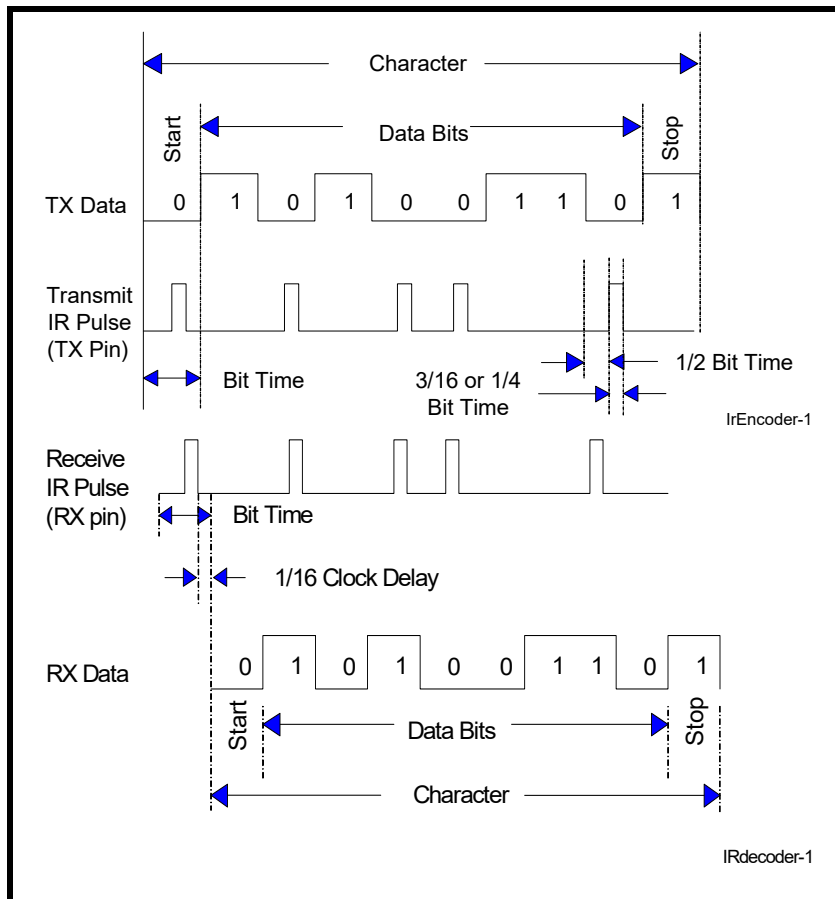 Character
Start
Data Bits
Stop
TX Data
0 1 0 1 0 0 1 1 0 1
Transmit
IR Pulse
(TX Pin)
Bit Time
3/16 or 1/4
Bit Time
1/2 Bit Time
IrEncoder-1
Receive
IR Pulse
(RX pin)
Bit Time
1/16 Clock Delay
RX Data
0 1 0 1 0 0 1 1 0 1
Start
Data Bits
Stop
Character
IRdecoder-1